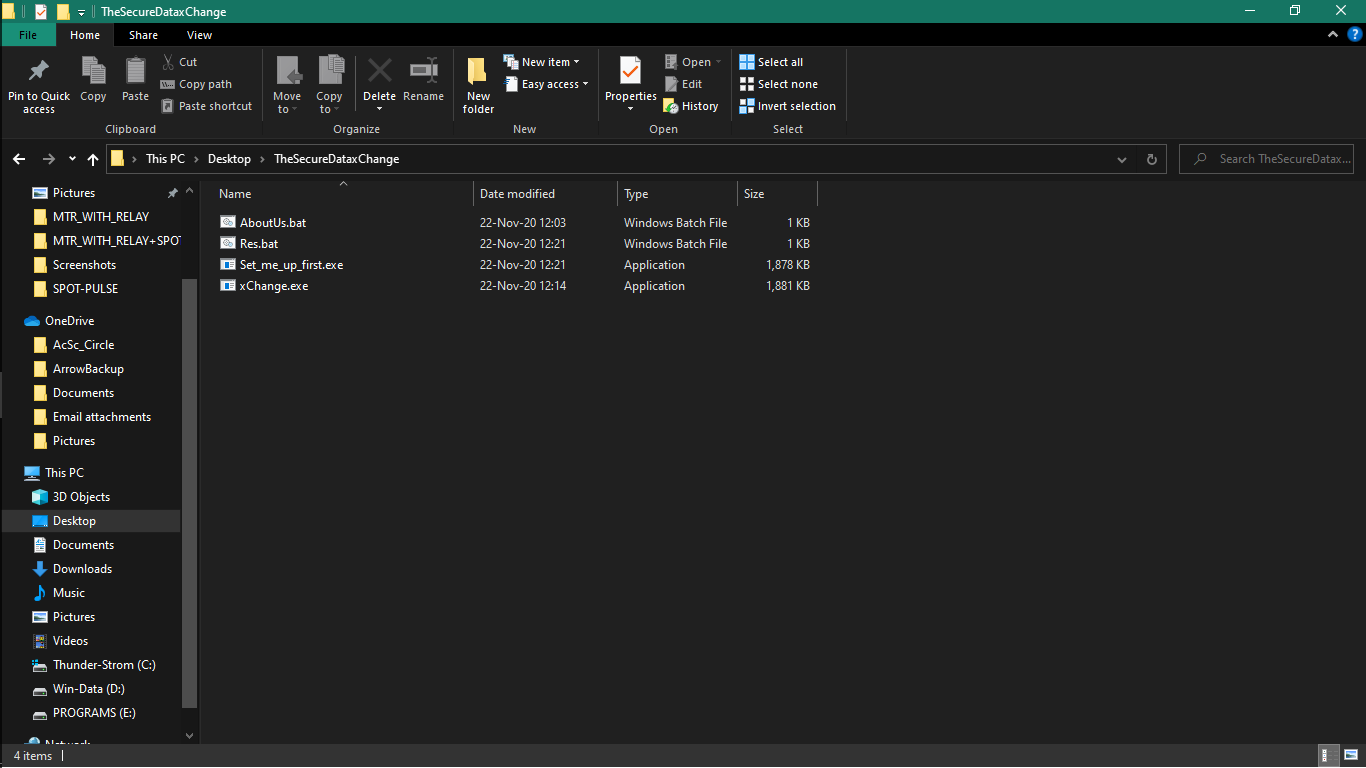 TheSecureDataxChange
File Home Share View
Pin to Quick access
Copy
Paste
Cut
Copy path
Paste shortcut
Clipboard
Move to
Copy to
Delete
Rename
Organize
New folder
New item
Easy access
New
Properties
Open
Edit
History
Open
Select all
Select none
Invert selection
Select
This PC > Desktop > TheSecureDataxChange
Search TheSecureDatax...
Pictures
MTR_WITH_RELAY
MTR_WITH_RELAY+SPOT
Screenshots
SPOT-PULSE
OneDrive
AcSc_Circle
ArrowBackup
Documents
Email attachments
Pictures
This PC
3D Objects
Desktop
Documents
Downloads
Music
Pictures
Videos
Thunder-Strom (C:)
Win-Data (D:)
PROGRAMS (E:)
Network
Name Date modified Type Size
AboutUs.bat 22-Nov-20 12:03 Windows Batch File 1 KB
Res.bat 22-Nov-20 12:21 Windows Batch File 1 KB
Set_me_up_first.exe 22-Nov-20 12:21 Application 1,878 KB
xChange.exe 22-Nov-20 12:14 Application 1,881 KB
4 items